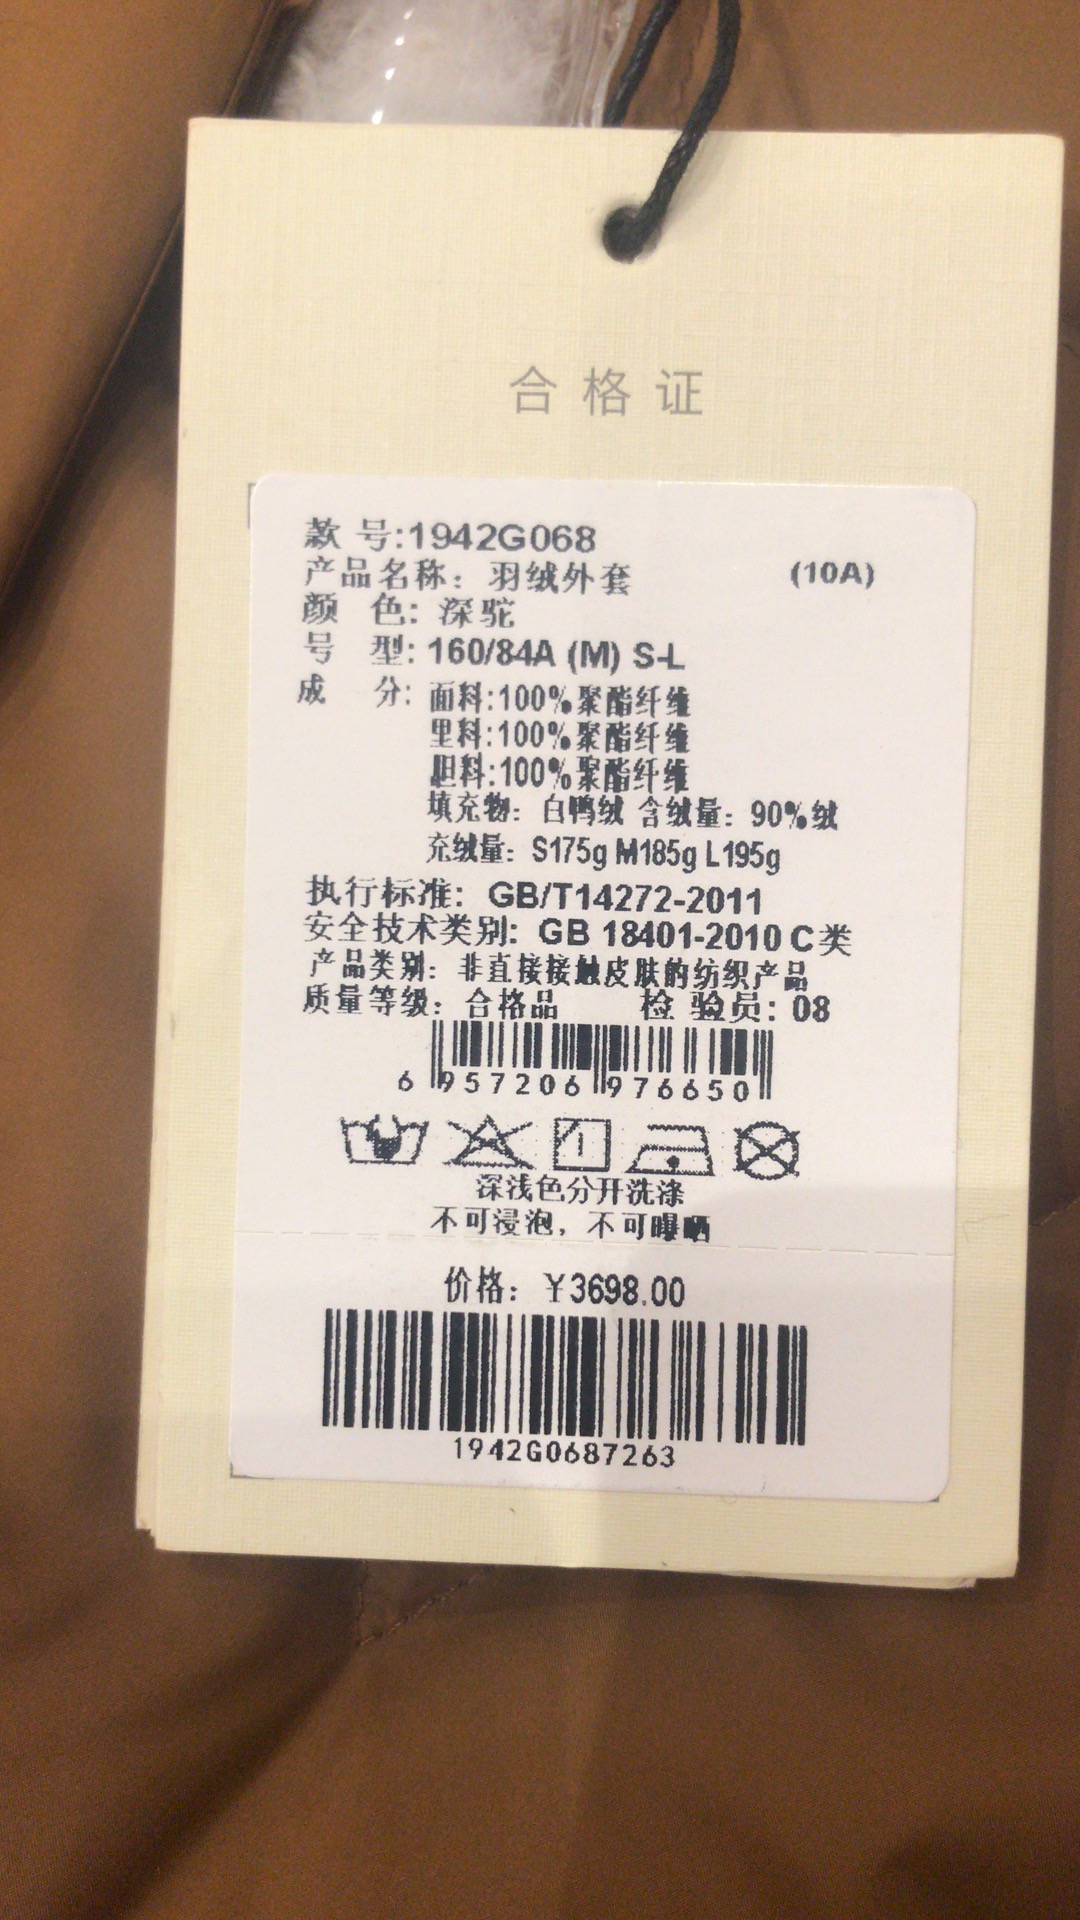 合格证
款 号:1942G068
产品名称: 羽绒外套 (10A)
颜 色: 深驼
号 型: 160/84A (M) S-L
成 分: 面料:100%聚酯纤维
里料:100%聚酯纤维
胆料:100%聚酯纤维
填充物: 白鸭绒 含绒量: 90%绒
充绒量: S175g M185g L195g
执行标准: GB/T14272-2011
安全技术类别: GB 18401-2010 C类
产品类别: 非直接接触皮肤的纺织产品
质量等级: 合格品 检 验员: 08
6 957206 976650
深浅色分开洗涤
不可浸泡, 不可曝晒
价格: ¥3698.00
1942G0687263